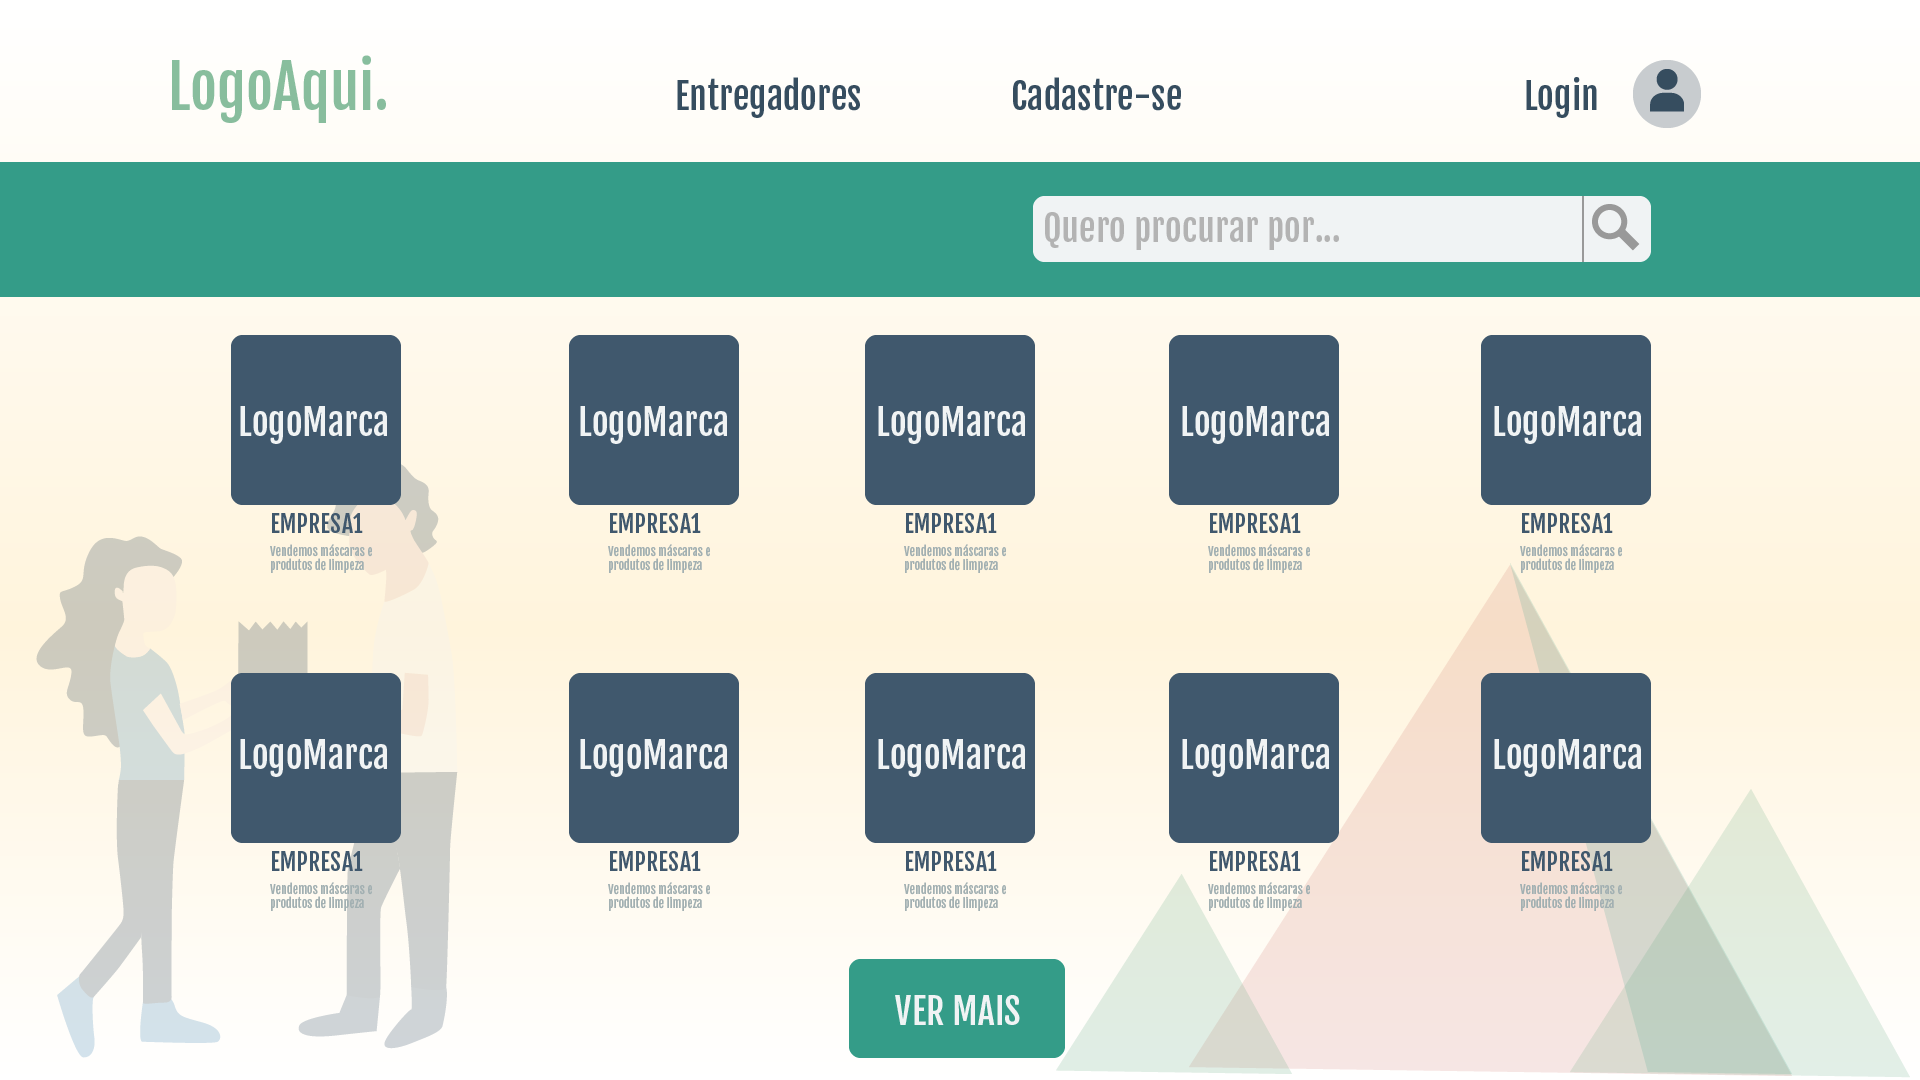 LogoAqui.
Entregadores
Cadastre-se
Login
Quero procurar por...
LogoMarca
LogoMarca
LogoMarca
LogoMarca
LogoMarca
EMPRESA1
Vendemos máscaras e
produtos de limpeza
EMPRESA1
Vendemos máscaras e
produtos de limpeza
EMPRESA1
Vendemos máscaras e
produtos de limpeza
EMPRESA1
Vendemos máscaras e
produtos de limpeza
EMPRESA1
Vendemos máscaras e
produtos de limpeza
LogoMarca
LogoMarca
LogoMarca
LogoMarca
LogoMarca
EMPRESA1
Vendemos máscaras e
produtos de limpeza
EMPRESA1
Vendemos máscaras e
produtos de limpeza
EMPRESA1
Vendemos máscaras e
produtos de limpeza
EMPRESA1
Vendemos máscaras e
produtos de limpeza
EMPRESA1
Vendemos máscaras e
produtos de limpeza
VER MAIS